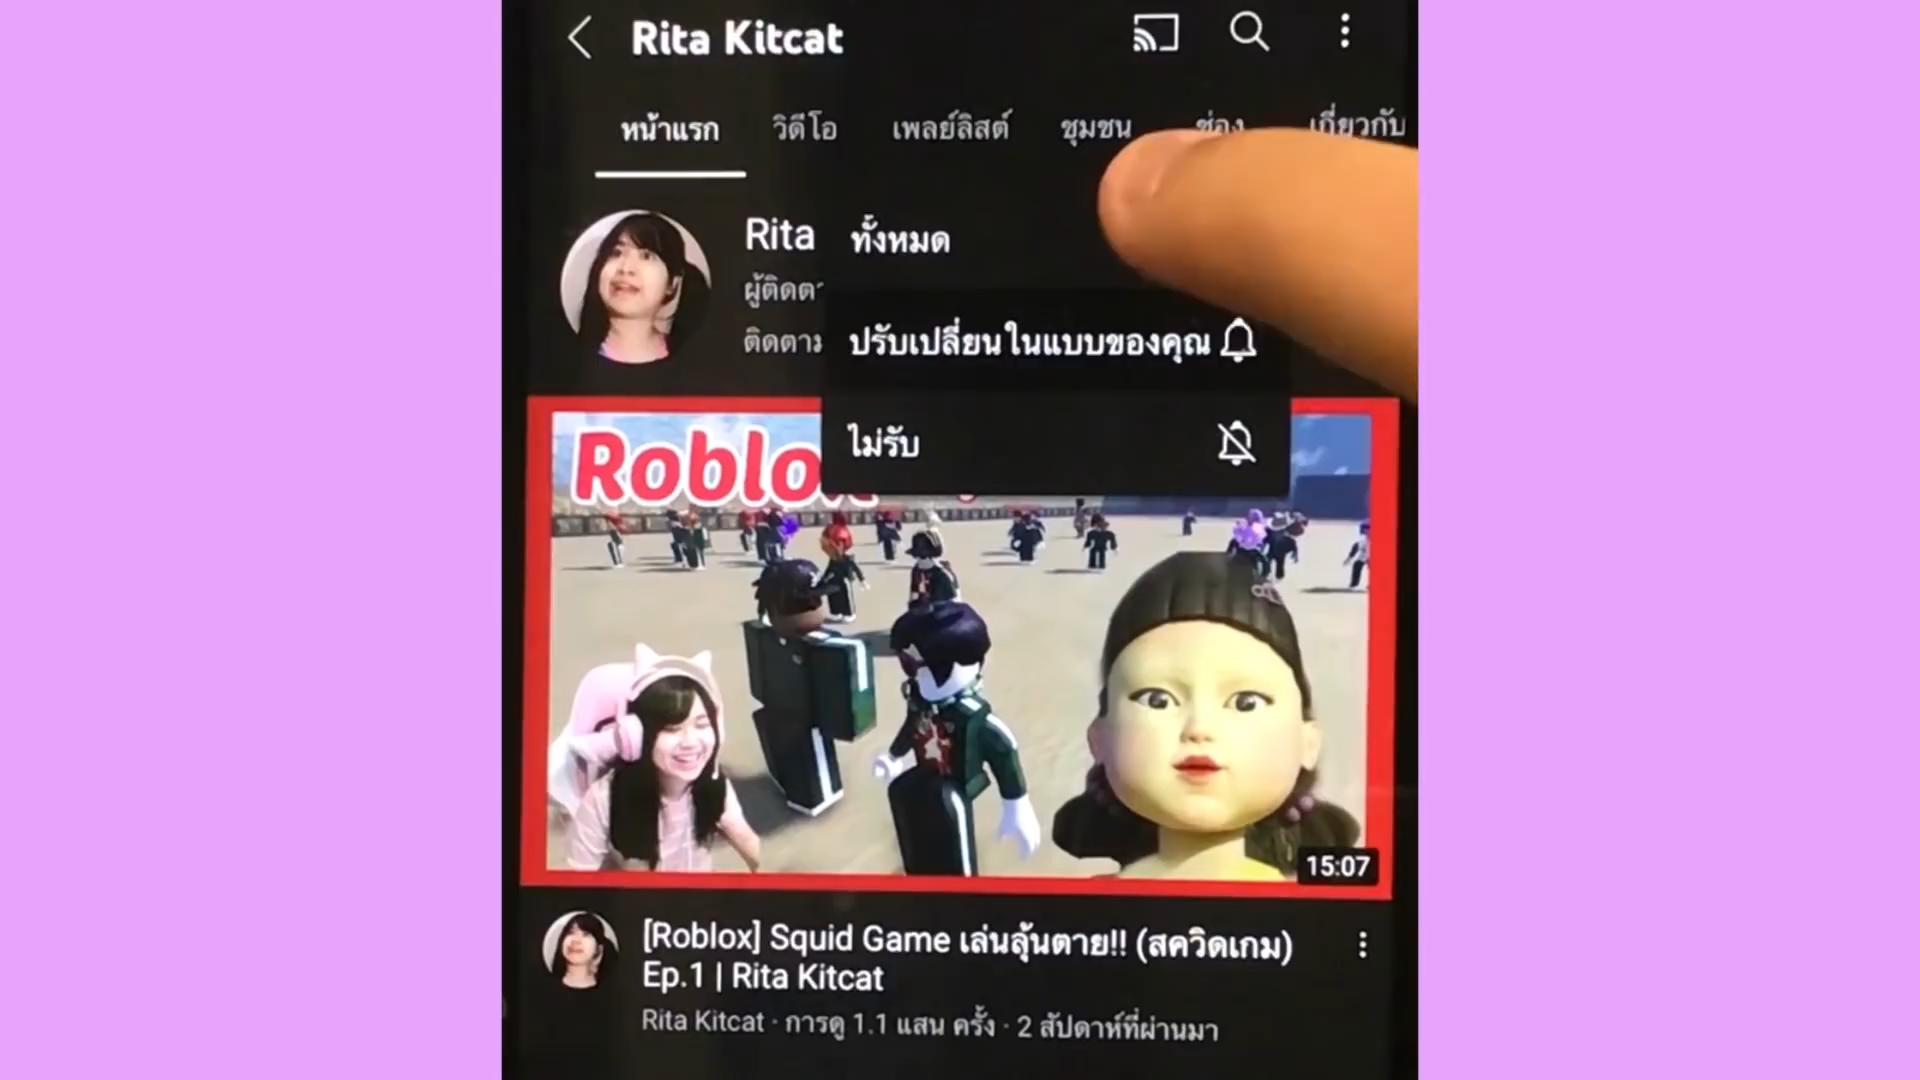 Rita Kitcat
หน้าแรก วิดีโอ เพลย์ลิสต์ ชุมชน ช่อง เกี่ยวกับ
Rita
ทั้งหมด
ปรับเปลี่ยนในแบบของคุณ
ไม่รับ
15:07
[Roblox] Squid Game เล่นลุ้นตาย!! (สควิดเกม)
Ep.1 | Rita Kitcat
Rita Kitcat · การดู 1.1 แสน ครั้ง · 2 สัปดาห์ที่ผ่านมา